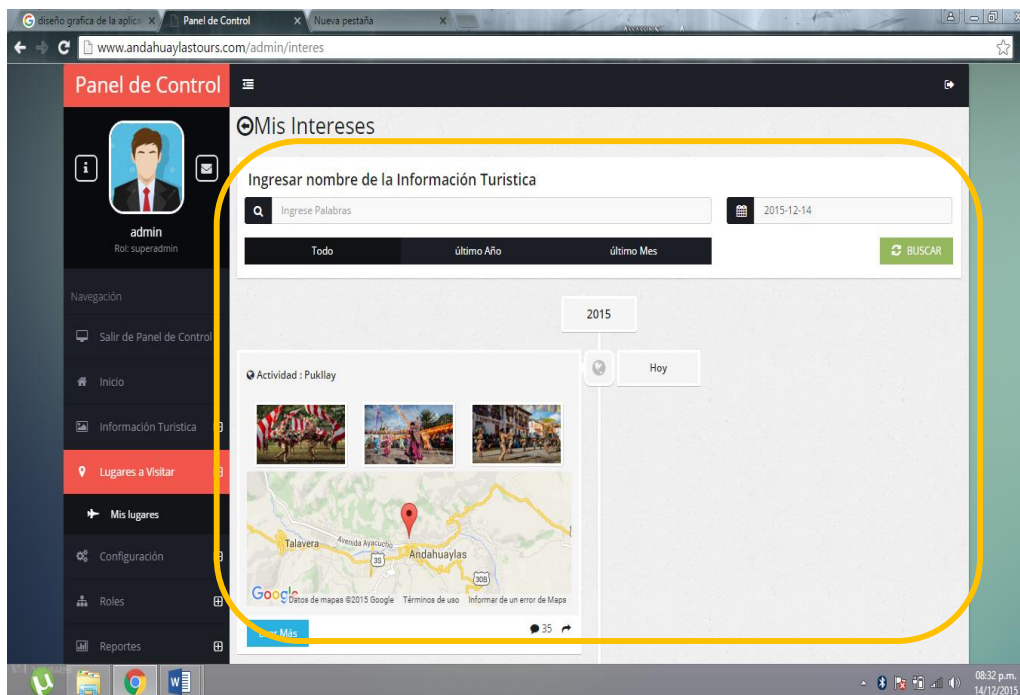 diseño grafica de la aplica
Panel de Control
Nueva pestaña
www.andahuaylastours.com/admin/interes
Panel de Control
Mis Intereses
admin
Rol: superadmin
Navegación
Salir de Panel de Control
Inicio
Información Turistica
Lugares a Visitar
Mis lugares
Configuración
Roles
Reportes
Ingresar nombre de la Información Turistica
Ingrese Palabras
2015-12-14
Todo
último Año
último Mes
BUSCAR
2015
Hoy
Actividad : Pukllay
Talavera
Avenida Ayacucho
Andahuaylas
3S
30B
Google
Datos de mapas ©2015 Google
Términos de uso
Informar de un error de Maps
Leer Más
35
08:32 p.m.
14/12/2015